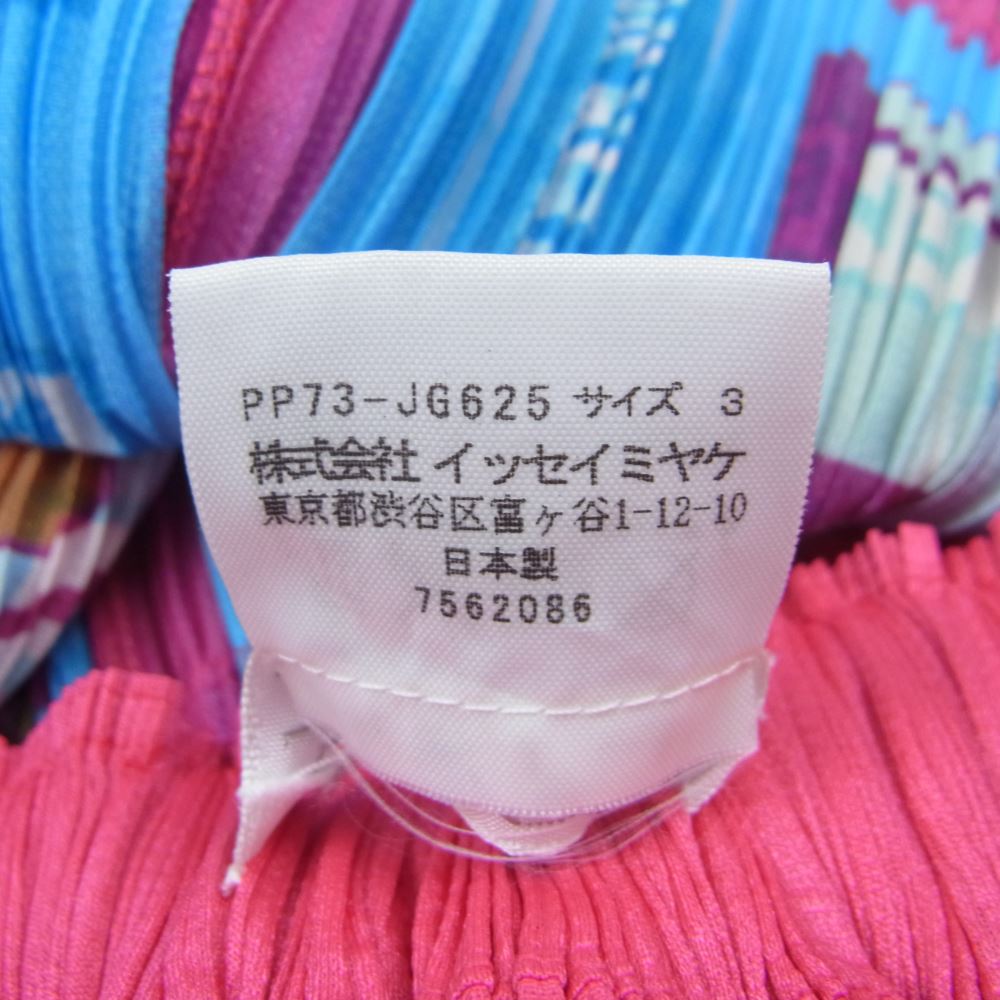 PP73-JG625 サイズ 3
株式会社 イッセイミヤケ
東京都渋谷区富ヶ谷1-12-10
日本製
7562086